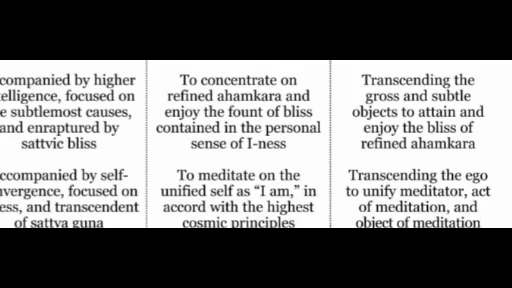 companied by higher
telligence, focused on
e subtlemost causes,
and enraptured by
sattvic bliss
To concentrate on
refined ahamkara and
enjoy the fount of bliss
contained in the personal
sense of I-ness
Transcending the
gross and subtle
objects to attain and
enjoy the bliss of
refined ahamkara
ccompanied by self-
nvergence, focused on
ess, and transcendent
of sattva guna
To meditate on the
unified self as “I am,” in
accord with the highest
cosmic principles
Transcending the ego
to unify meditator, act
of meditation, and
object of meditation